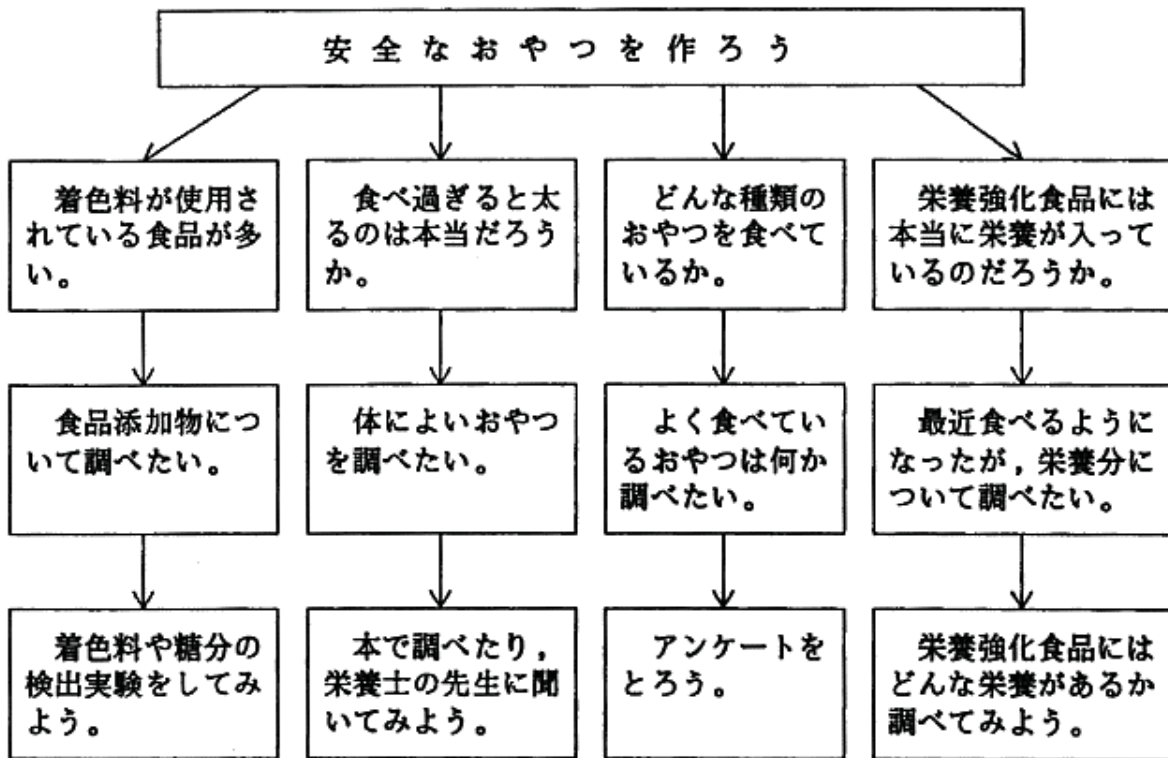 安全なおやつを作ろう
着色料が使用さ
れている食品が多
い。
食べ過ぎると太
るのは本当だろう
か。
どんな種類の
おやつを食べて
いるか。
栄養強化食品には
本当に栄養が入って
いるのだろうか。
食品添加物につ
いて調べたい。
体によいおやつ
を調べたい。
よく食べてい
るおやつは何か
調べたい。
最近食べるように
なったが，栄養分に
ついて調べたい。
着色料や糖分の
検出実験をしてみ
よう。
本で調べたり，
栄養士の先生に聞
いてみよう。
アンケートを
とろう。
栄養強化食品には
どんな栄養があるか
調べてみよう。